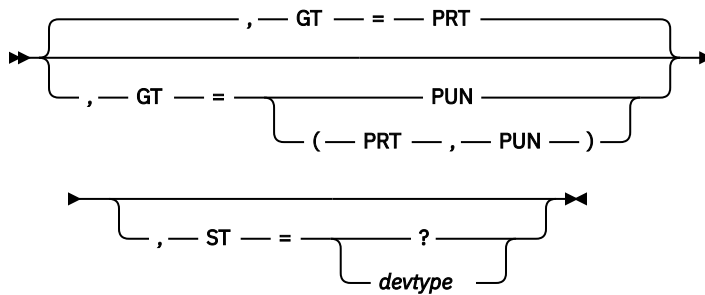 , GT = PRT
, GT = PUN
( PRT , PUN )
, ST = ?
devtype